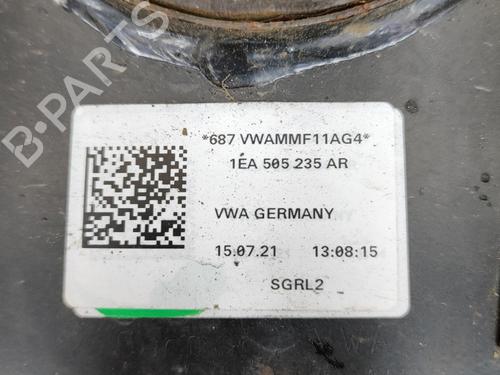 *687 VWAMMF11AG4*
1EA 505 235 AR
VWA GERMANY
15.07.21 13:08:15
SGRL2
B-PARTS